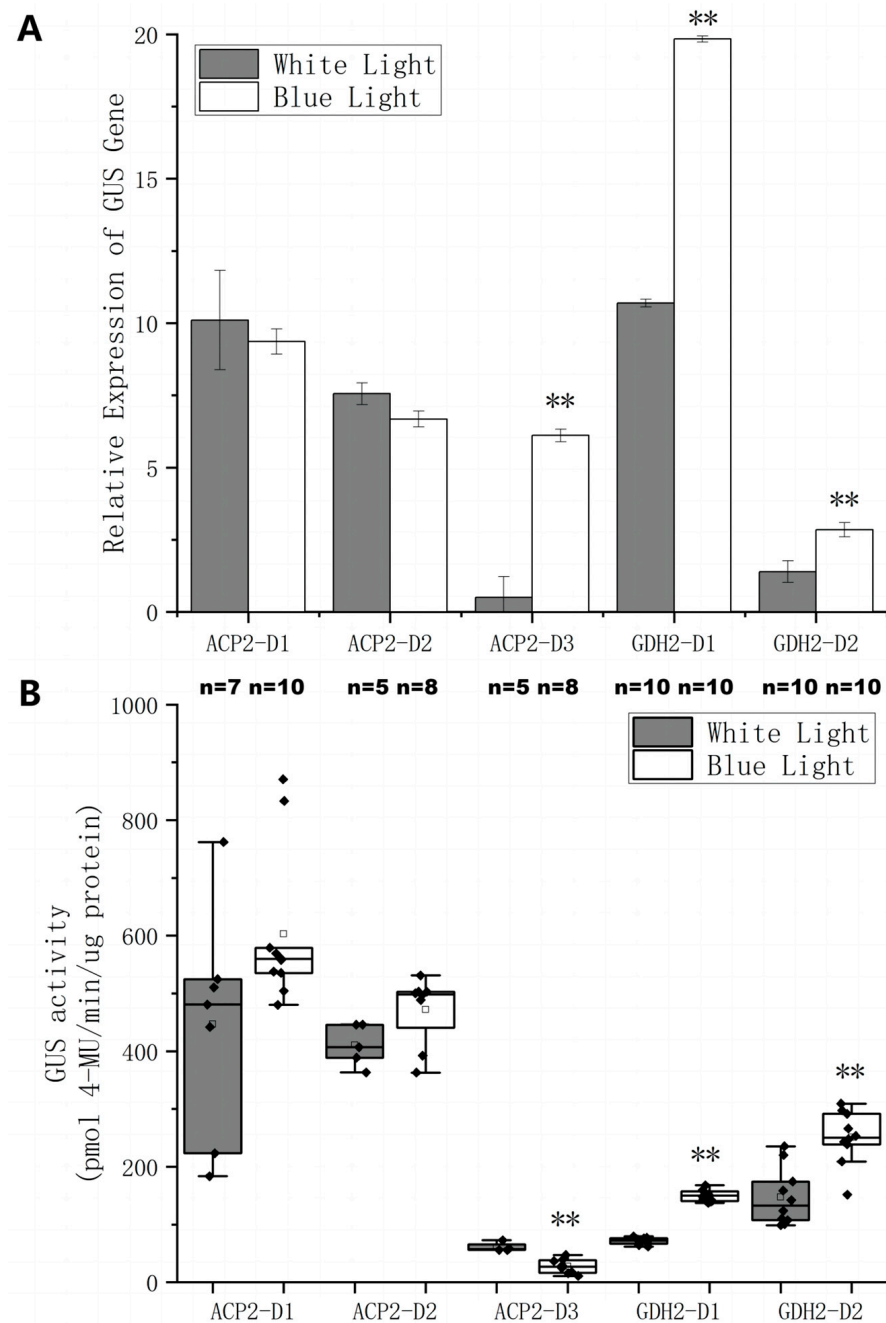 A
White Light
Blue Light
Relative Expression of GUS Gene
20
15
10
5
0
**
**
**
ACP2-D1 ACP2-D2 ACP2-D3 GDH2-D1 GDH2-D2
B
n=7 n=10 n=5 n=8 n=5 n=8 n=10 n=10 n=10 n=10
White Light
Blue Light
GUS activity
(pmol 4-MU/min/ug protein)
1000
800
600
400
200
0
**
**
**
ACP2-D1 ACP2-D2 ACP2-D3 GDH2-D1 GDH2-D2